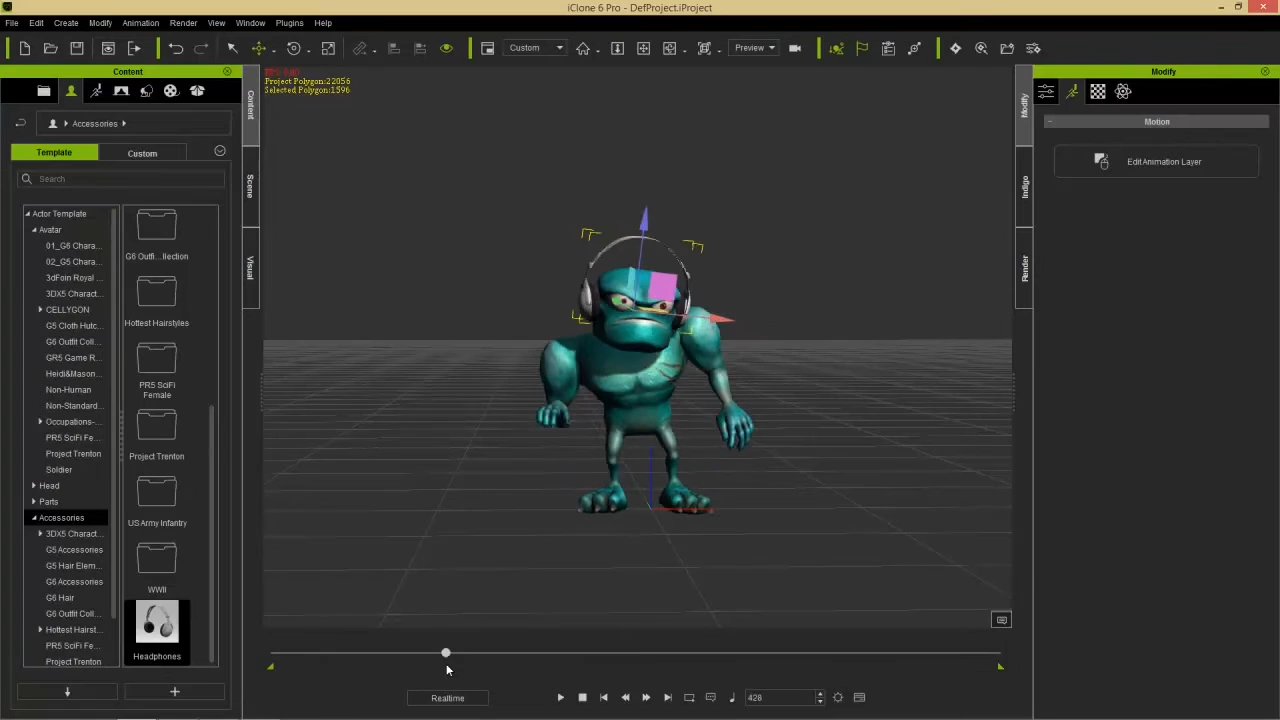 iClone 6 Pro - DefProject.iProject
File Edit Create Modify Animation Render View Window Plugins Help
Custom Preview
Content
Accessories
Template Custom
Search
Actor Template
Avatar
01_G6 Chara...
02_G5 Chara...
3dFoin Royal ...
3DX5 Charact...
CELLYGON
G5 Cloth Hutc...
G6 Outfit Coll...
GR5 Game R...
Heidi&Mason...
Non-Human
Non-Standard...
Occupations-...
PR5 SciFi Fe...
Project Trenton
Soldier
Head
Parts
Accessories
3DX5 Charact...
G5 Accessories
G5 Hair Elem...
G6 Accessories
G6 Hair
G6 Outfit Coll...
Hottest Hairst...
PR5 SciFi Fe...
Project Trenton
G6 Outfi...llection
Hottest Hairstyles
PR5 SciFi
Female
Project Trenton
US Army Infantry
WWII
Headphones
Content
Scene
Visual
Project Polygon:22056
Selected Polygon:1596
Realtime
428
Modify
Indigo
Render
Modify
Motion
Edit Animation Layer